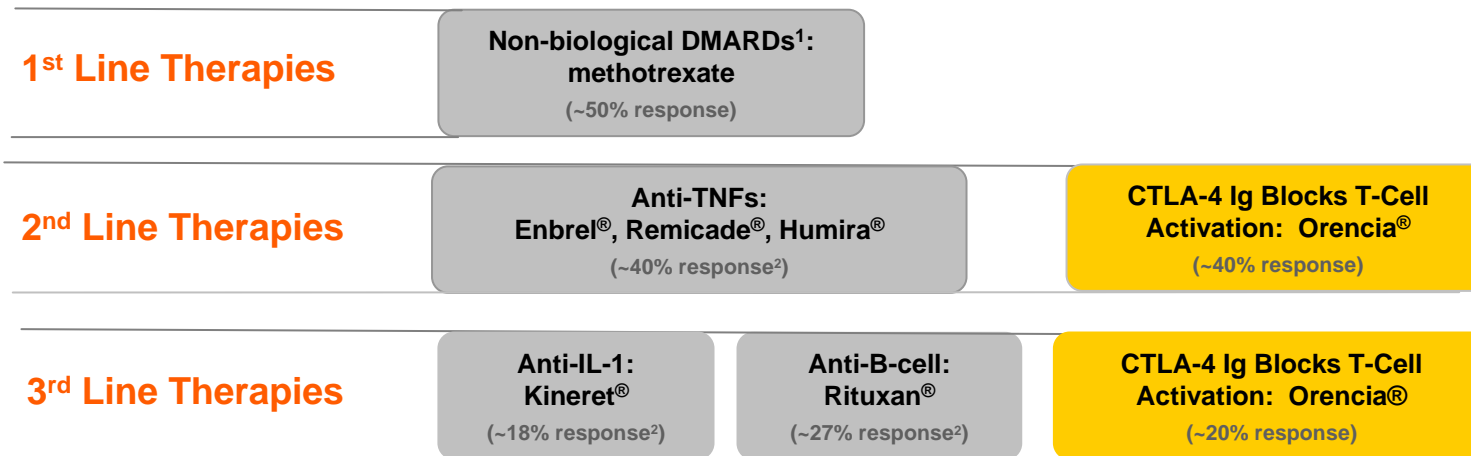 1st Line Therapies
Non-biological DMARDs¹:
methotrexate
(~50% response)
2nd Line Therapies
Anti-TNFs:
Enbrel®, Remicade®, Humira®
(~40% response²)
CTLA-4 Ig Blocks T-Cell
Activation: Orencia®
(~40% response)
3rd Line Therapies
Anti-IL-1:
Kineret®
(~18% response²)
Anti-B-cell:
Rituxan®
(~27% response²)
CTLA-4 Ig Blocks T-Cell
Activation: Orencia®
(~20% response)